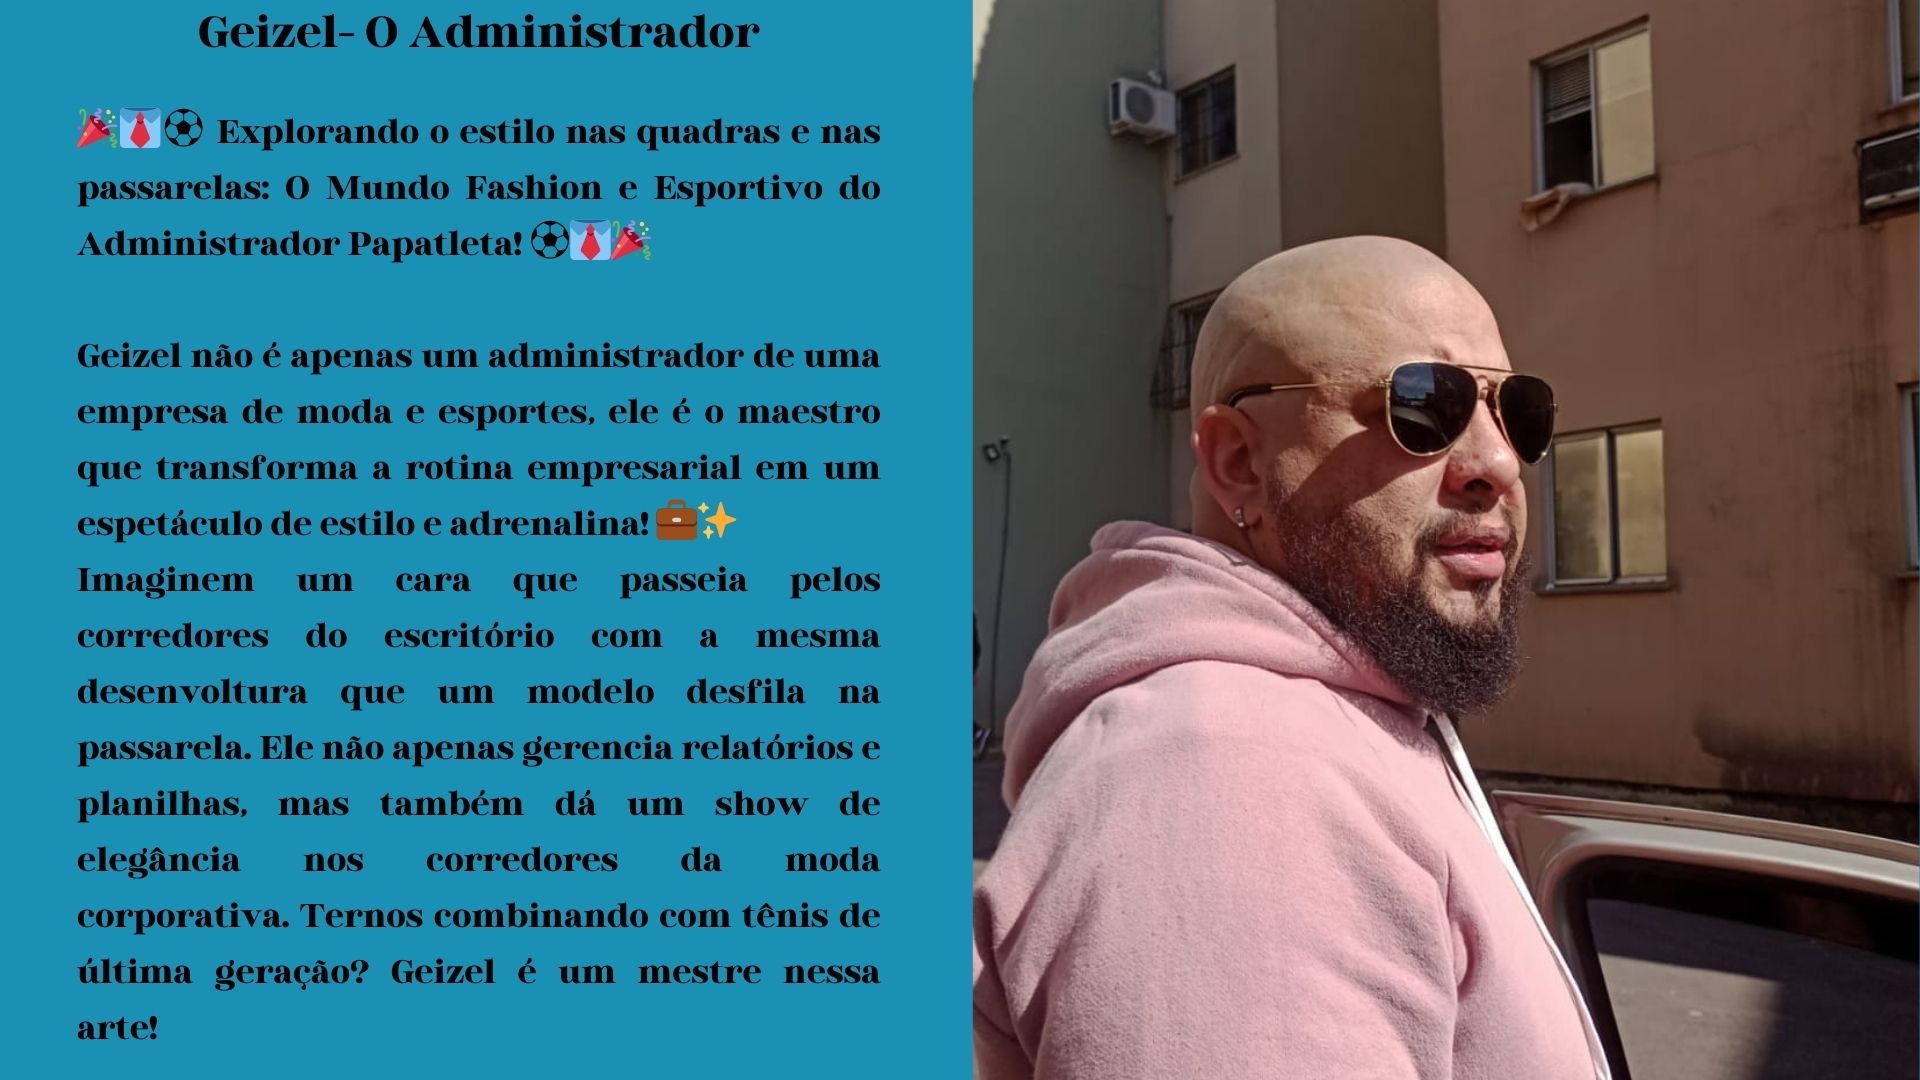 Geizel- O Administrador
🎉👔⚽ Explorando o estilo nas quadras e nas
passarelas: O Mundo Fashion e Esportivo do
Administrador Papatleta! ⚽👔🎉
Geizel não é apenas um administrador de uma
empresa de moda e esportes, ele é o maestro
que transforma a rotina empresarial em um
espetáculo de estilo e adrenalina! 💼✨
Imaginem um cara que passeia pelos
corredores do escritório com a mesma
desenvoltura que um modelo desfila na
passarela. Ele não apenas gerencia relatórios e
planilhas, mas também dá um show de
elegância nos corredores da moda
corporativa. Ternos combinando com tênis de
última geração? Geizel é um mestre nessa
arte!